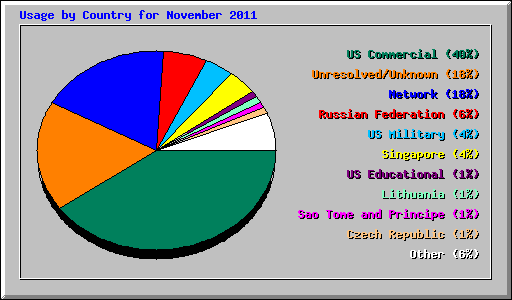 Usage by Country for November 2011
US Commercial (40%)
Unresolved/Unknown (18%)
Network (18%)
Russian Federation (6%)
US Military (4%)
Singapore (4%)
US Educational (1%)
Lithuania (1%)
Sao Tome and Principe (1%)
Czech Republic (1%)
Other (6%)